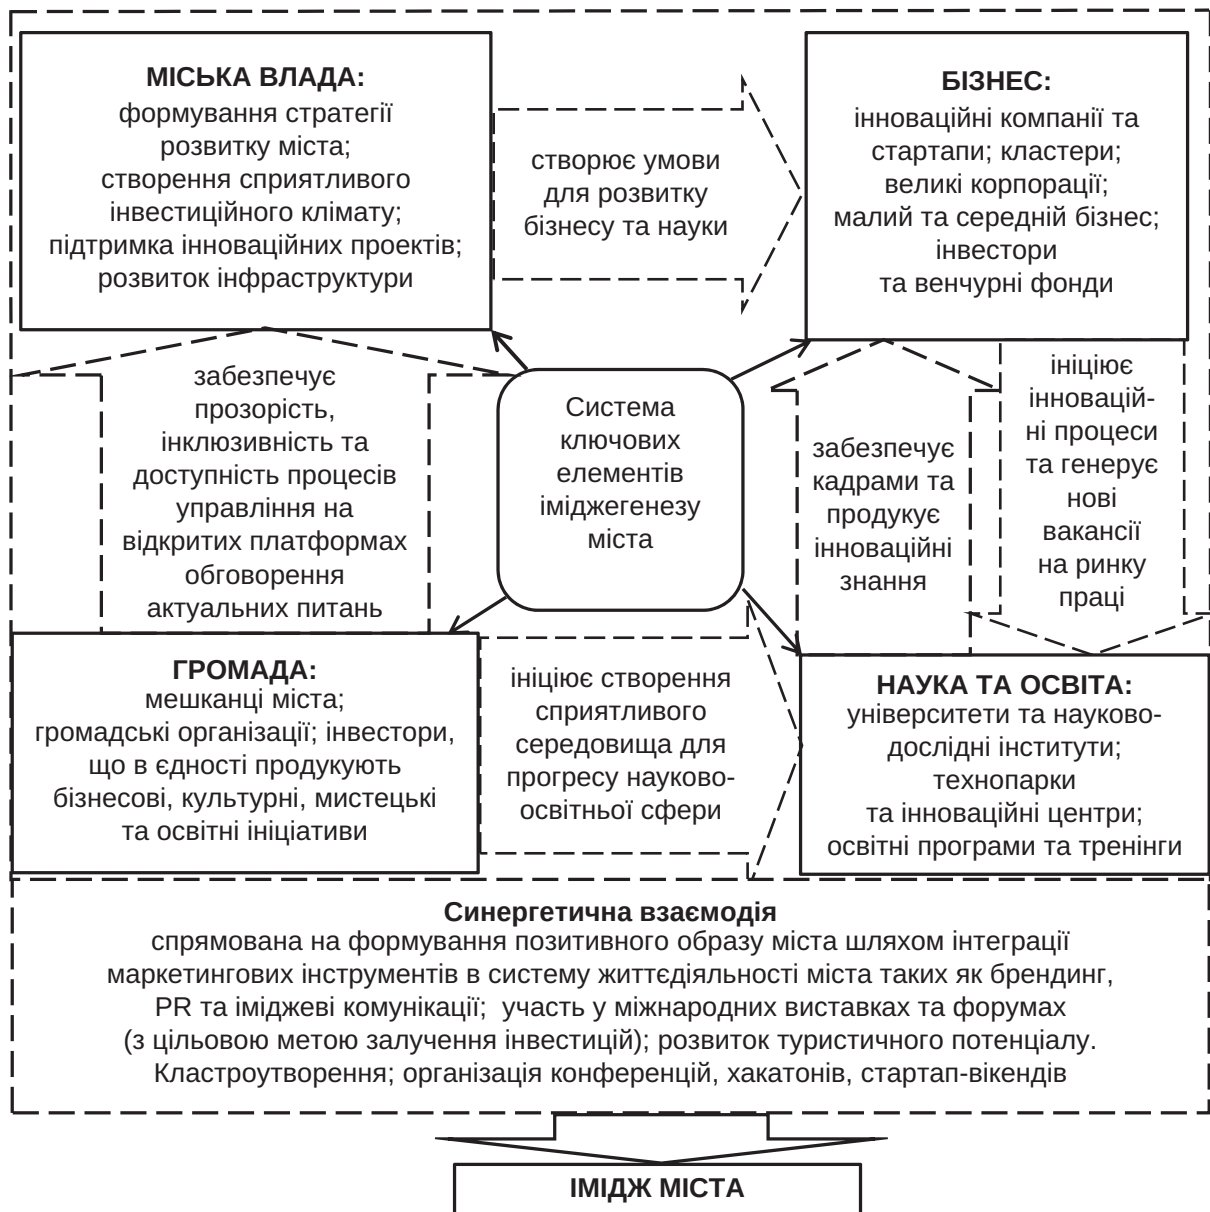 МІСЬКА ВЛАДА:
формування стратегії
розвитку міста;
створення сприятливого
інвестиційного клімату;
підтримка інноваційних проектів;
розвиток інфраструктури
створює умови
для розвитку
бізнесу та науки
БІЗНЕС:
інноваційні компанії та
стартапи; кластери;
великі корпорації;
малий та середній бізнес;
інвестори
та венчурні фонди
забезпечує
прозорість,
інклюзивність та
доступність процесів
управління на
відкритих платформах
обговорення
актуальних питань
Система
ключових
елементів
іміджегенезу
міста
забезпечує
кадрами та
продукує
інноваційні
знання
ініціює
інновацій-
ні процеси
та генерує
нові
вакансії
на ринку
праці
ГРОМАДА:
мешканці міста;
громадські організації; інвестори,
що в єдності продукують
бізнесові, культурні, мистецькі
та освітні ініціативи
ініціює створення
сприятливого
середовища для
прогресу науково-
освітньої сфери
НАУКА ТА ОСВІТА:
університети та науково-
дослідні інститути;
технопарки
та інноваційні центри;
освітні програми та тренінги
Синергетична взаємодія
спрямована на формування позитивного образу міста шляхом інтеграції
маркетингових інструментів в систему життєдіяльності міста таких як брендинг,
PR та іміджеві комунікації; участь у міжнародних виставках та форумах
(з цільовою метою залучення інвестицій); розвиток туристичного потенціалу.
Кластроутворення; організація конференцій, хакатонів, стартап-вікендів
ІМІДЖ МІСТА